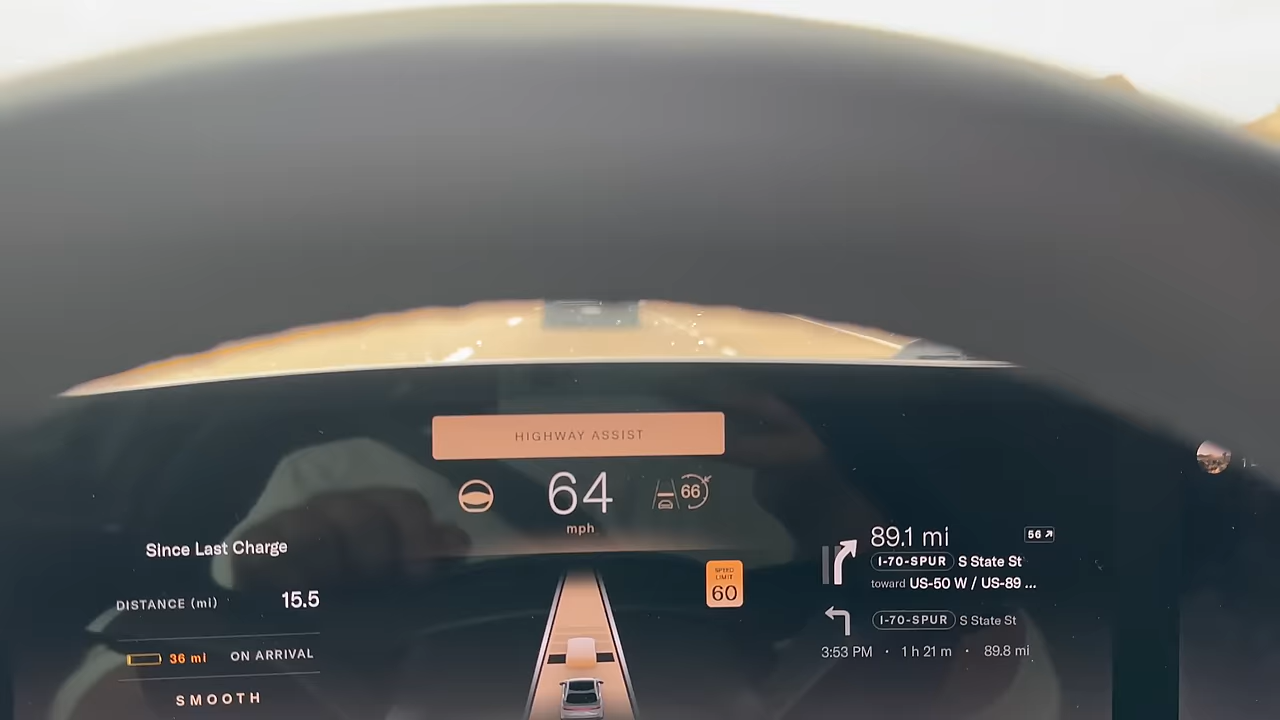 HIGHWAY ASSIST
64
mph
66
Since Last Charge
DISTANCE (mi) 15.5
36 mi ON ARRIVAL
SMOOTH
SPEED
LIMIT
60
89.1 mi
56
I-70-SPUR S State St
toward US-50 W / US-89 ...
I-70-SPUR S State St
3:53 PM · 1 h 21 m · 89.8 mi